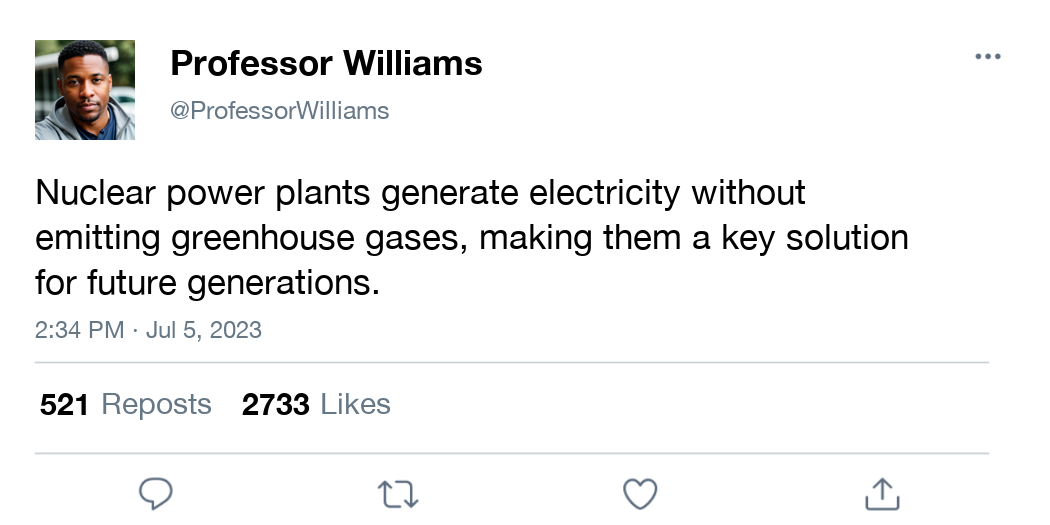 Professor Williams
@ProfessorWilliams
Nuclear power plants generate electricity without
emitting greenhouse gases, making them a key solution
for future generations.
2:34 PM · Jul 5, 2023
521 Reposts 2733 Likes